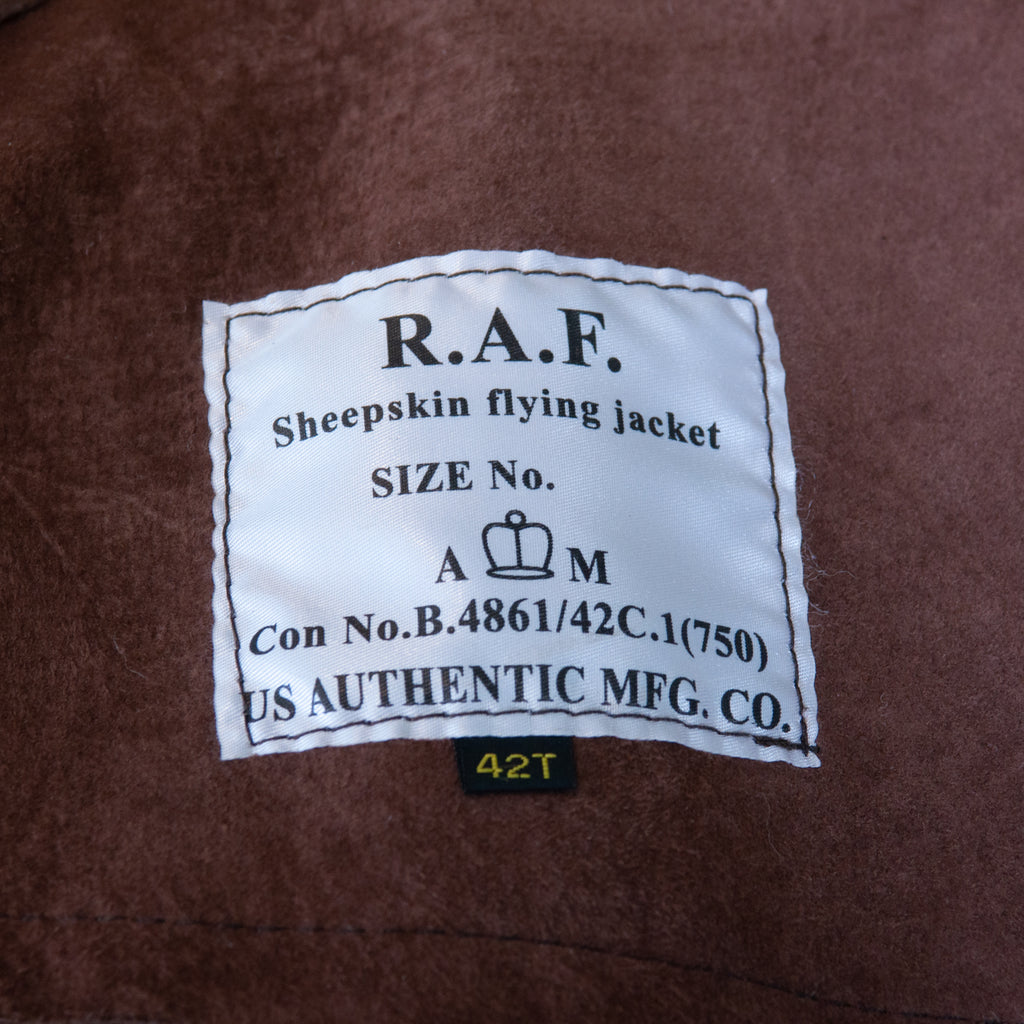 R.A.F.
Sheepskin flying jacket
SIZE No.
A M
Con No.B.4861/42C.1(750)
US AUTHENTIC MFG. CO.
42T